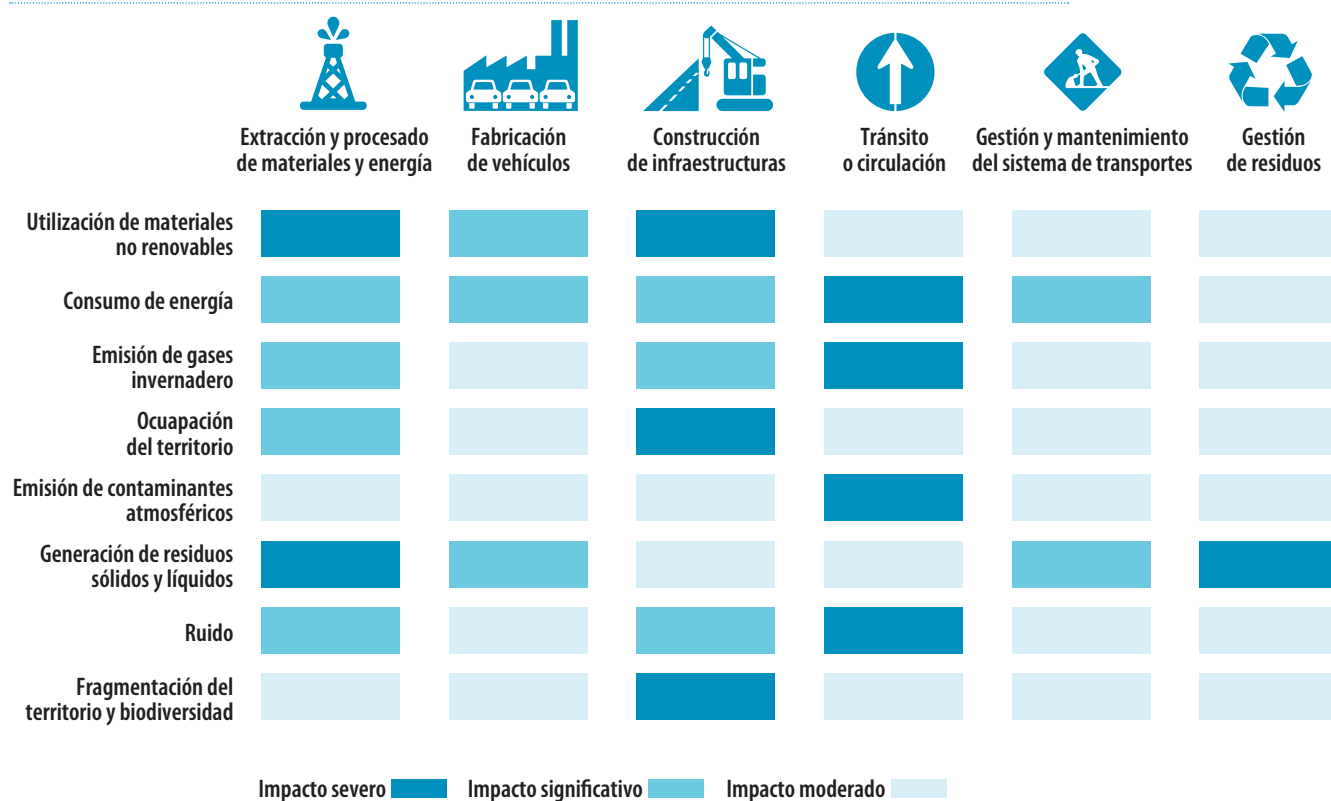 Extracción y procesado
de materiales y energía
Fabricación
de vehículos
Construcción
de infraestructuras
Tránsito
o circulación
Gestión y mantenimiento
del sistema de transportes
Gestión
de residuos
Utilización de materiales
no renovables
Consumo de energía
Emisión de gases
invernadero
Ocuapación
del territorio
Emisión de contaminantes
atmosféricos
Generación de residuos
sólidos y líquidos
Ruido
Fragmentación del
territorio y biodiversidad
Impacto severo
Impacto significativo
Impacto moderado